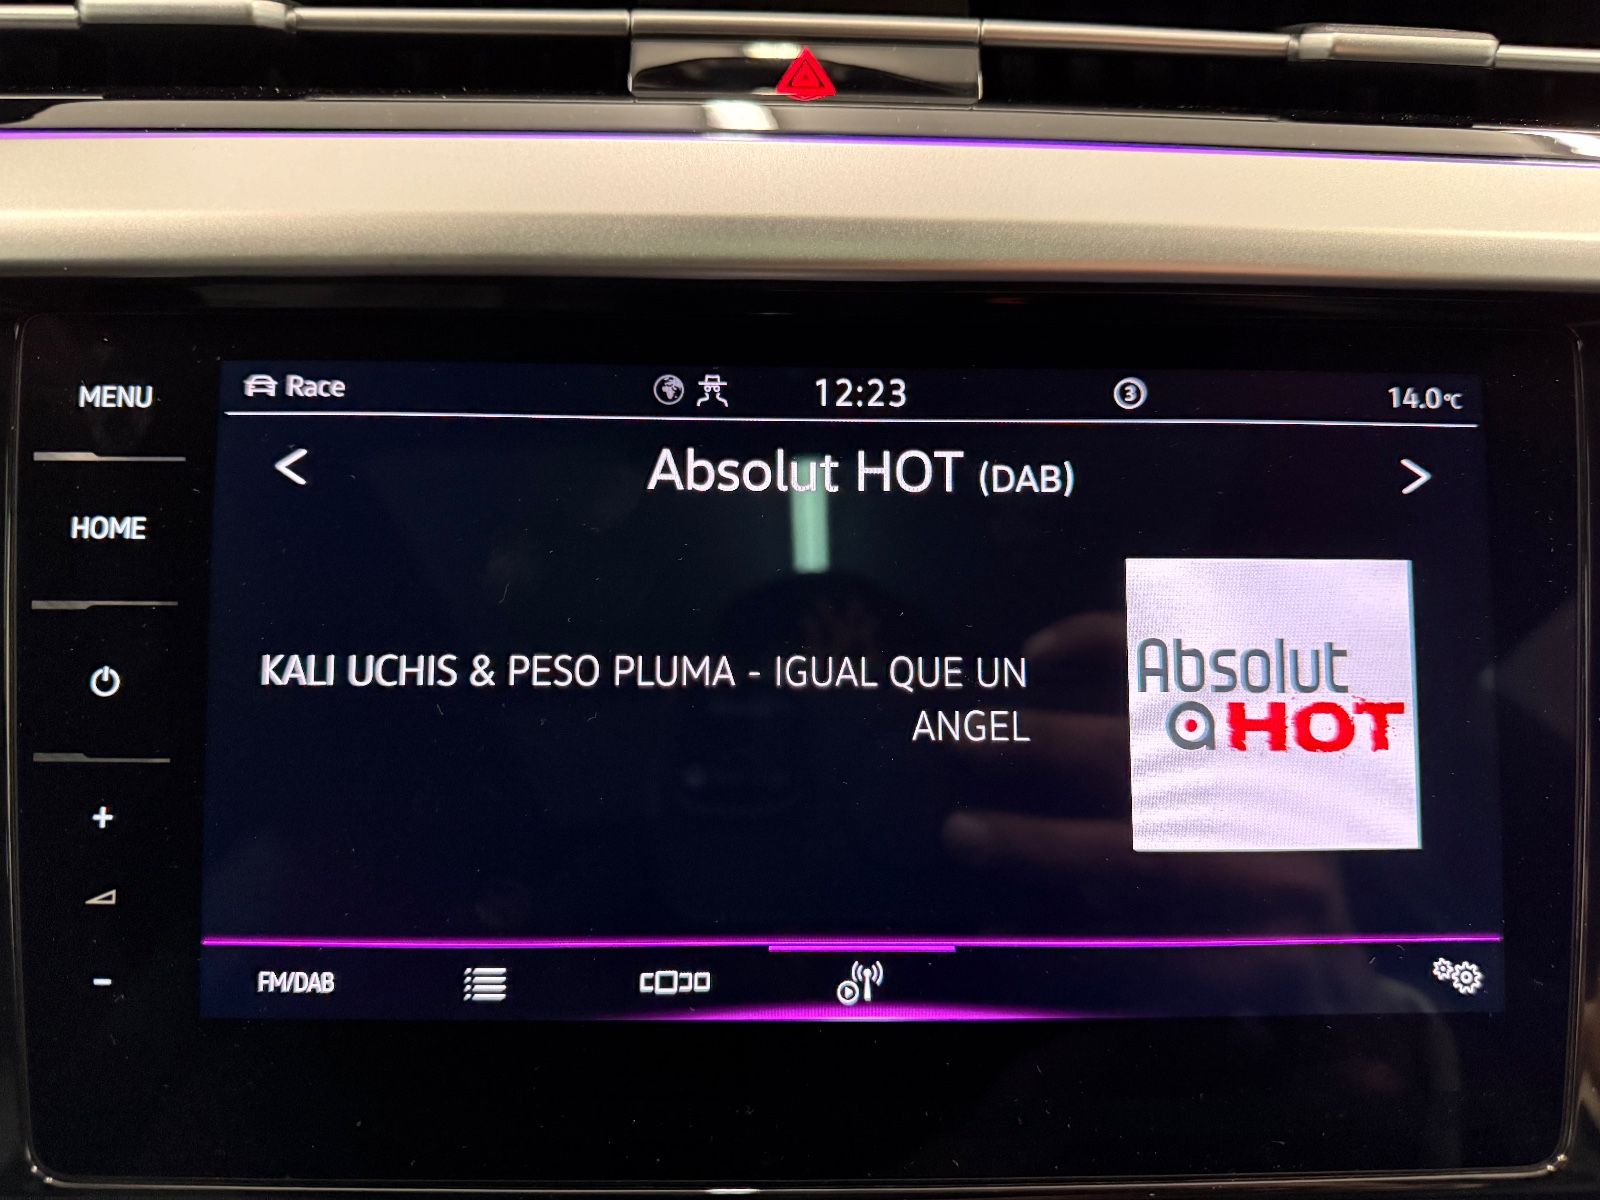 MENU
HOME
Race
12:23
3
14.0°C
Absolut HOT (DAB)
KALI UCHIS & PESO PLUMA - IGUAL QUE UN
ANGEL
Absolut
a HOT
FM/DAB